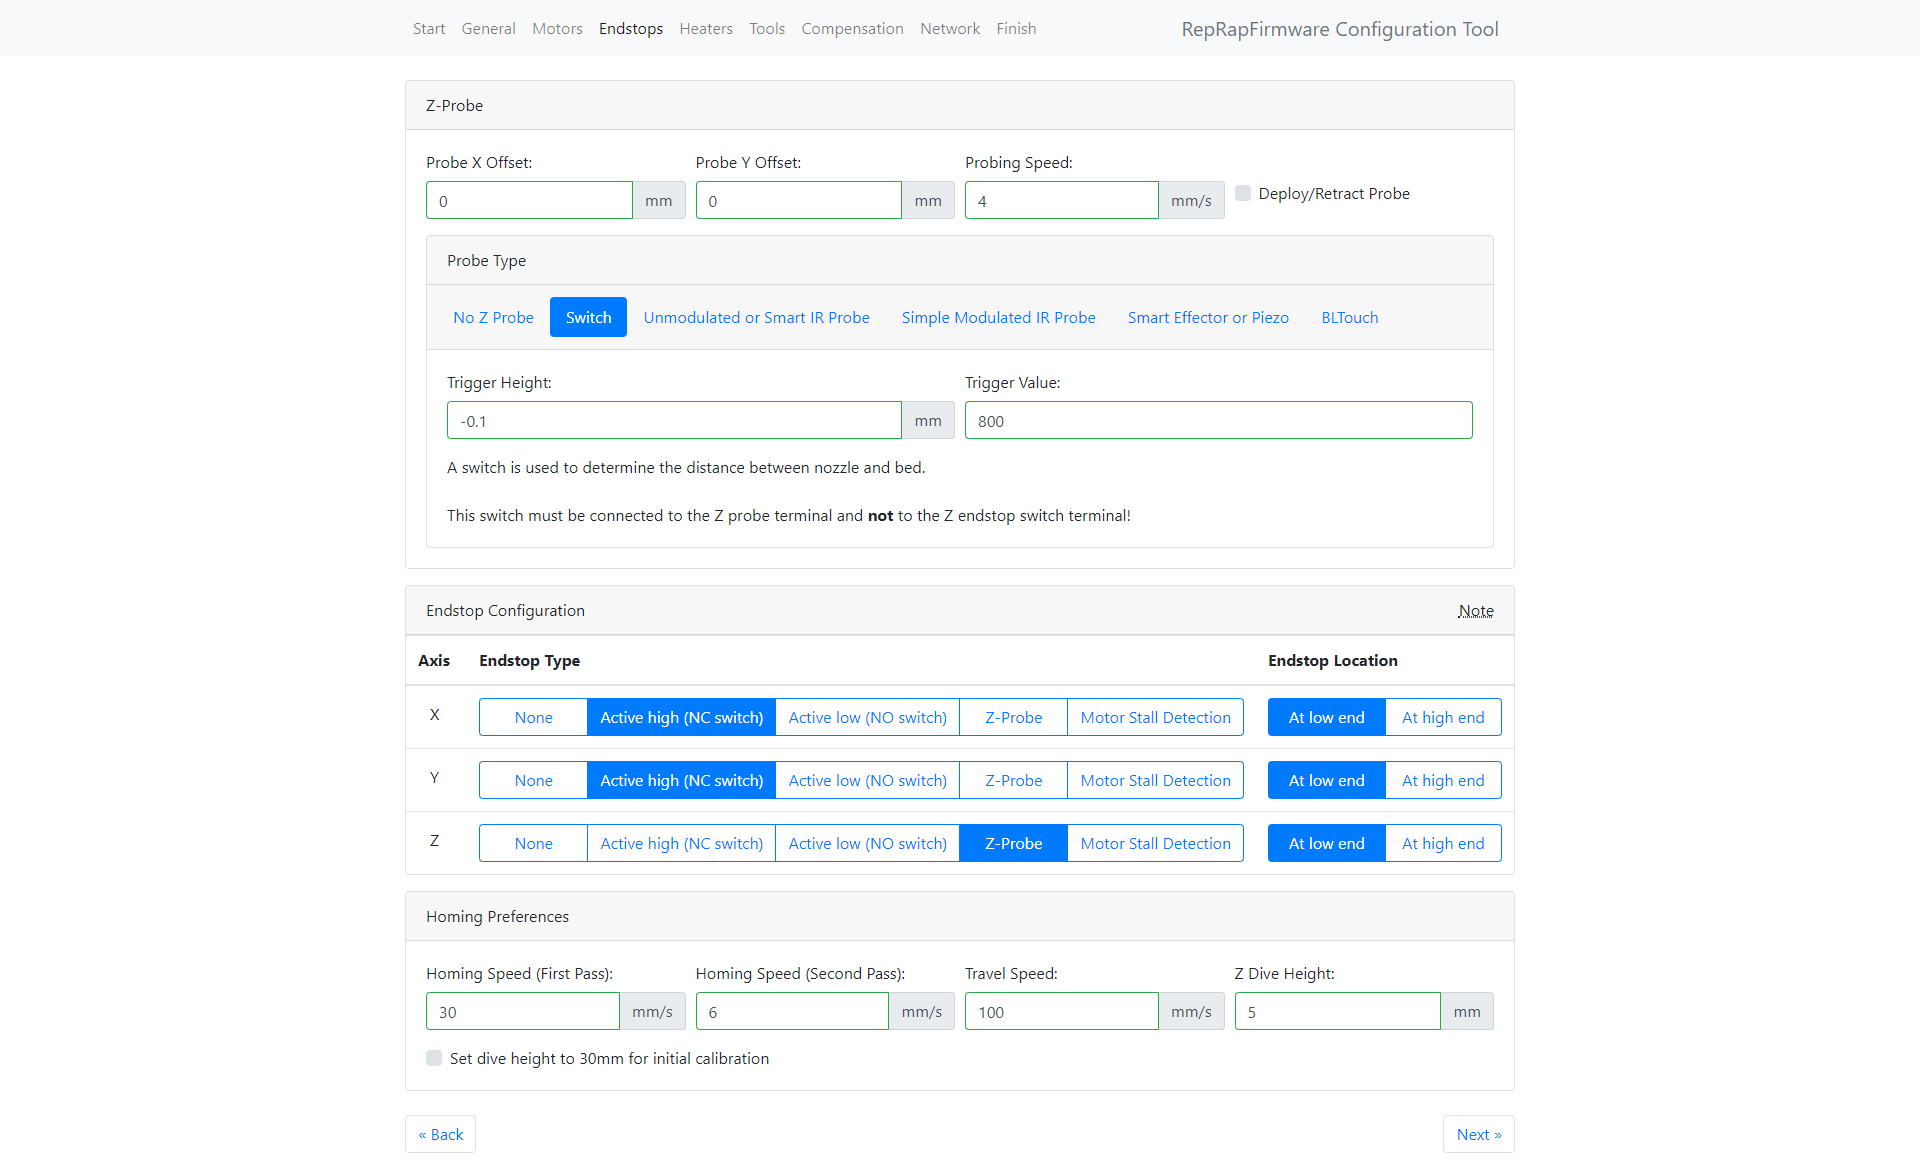 Start General Motors Endstops Heaters Tools Compensation Network Finish RepRapFirmware Configuration Tool
Z-Probe
Probe X Offset: Probe Y Offset: Probing Speed:
0 mm 0 mm 4 mm/s Deploy/Retract Probe
Probe Type
No Z Probe Switch Unmodulated or Smart IR Probe Simple Modulated IR Probe Smart Effector or Piezo BLTouch
Trigger Height: Trigger Value:
-0.1 mm 800
A switch is used to determine the distance between nozzle and bed.
This switch must be connected to the Z probe terminal and not to the Z endstop switch terminal!
Endstop Configuration Note
Axis Endstop Type Endstop Location
X None Active high (NC switch) Active low (NO switch) Z-Probe Motor Stall Detection At low end At high end
Y None Active high (NC switch) Active low (NO switch) Z-Probe Motor Stall Detection At low end At high end
Z None Active high (NC switch) Active low (NO switch) Z-Probe Motor Stall Detection At low end At high end
Homing Preferences
Homing Speed (First Pass): Homing Speed (Second Pass): Travel Speed: Z Dive Height:
30 mm/s 6 mm/s 100 mm/s 5 mm
Set dive height to 30mm for initial calibration
« Back Next »